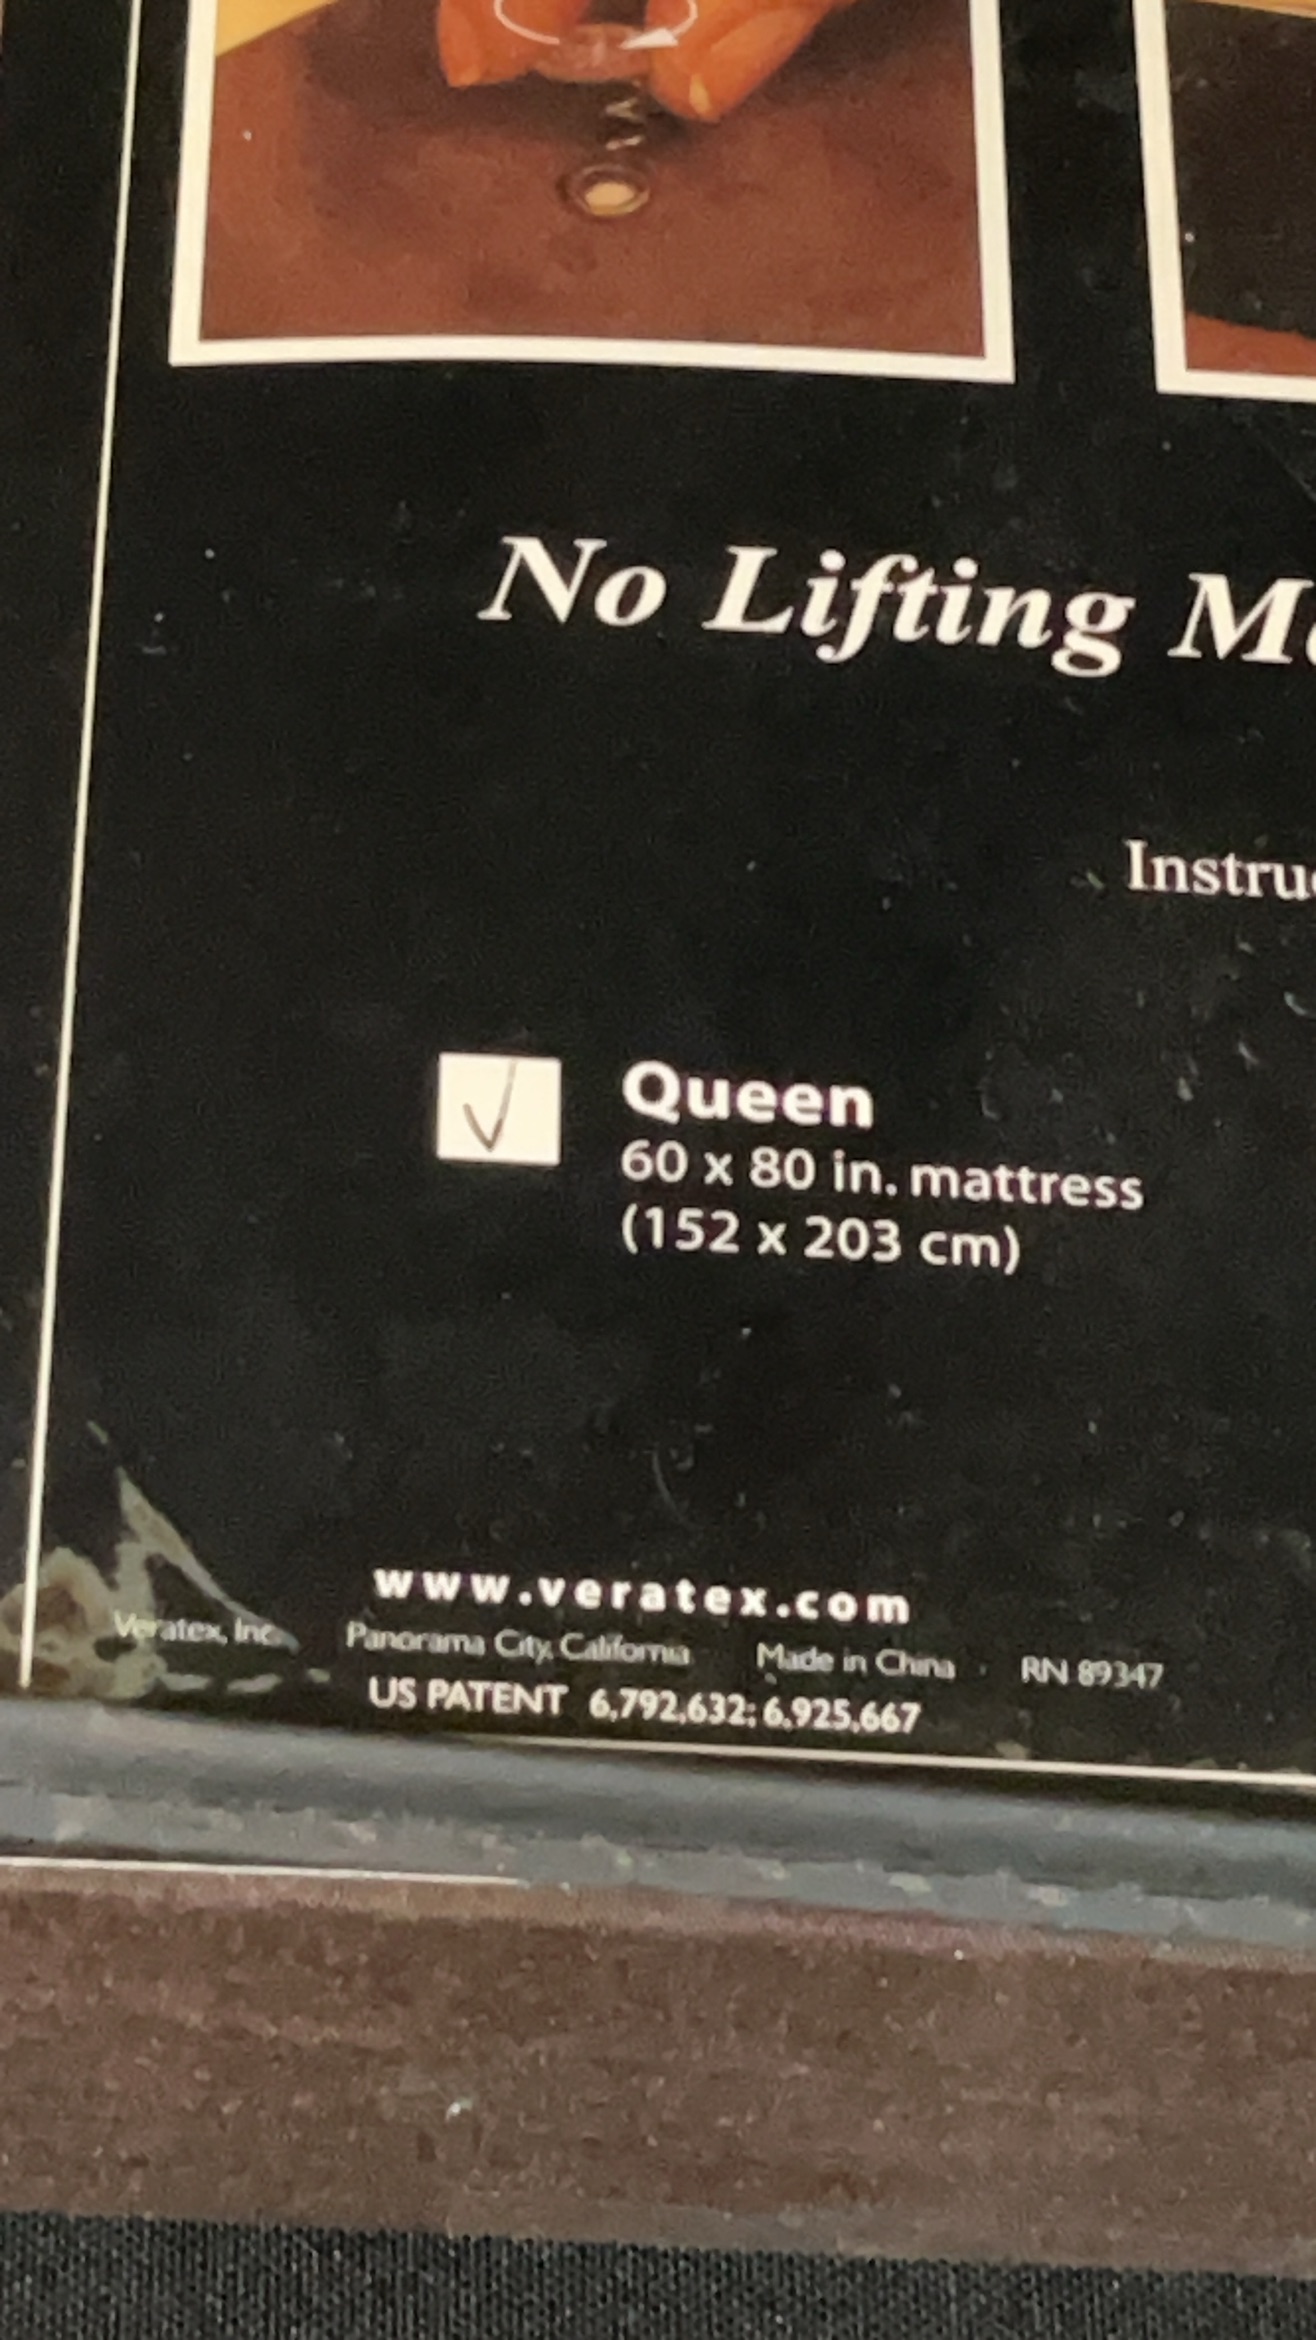 No Lifting
Instru
Queen
60 x 80 in. mattress
(152 x 203 cm)
www.veratex.com
Veratex, Inc. Panorama City, California Made in China · RN 89347
US PATENT 6,792,632; 6,925,667